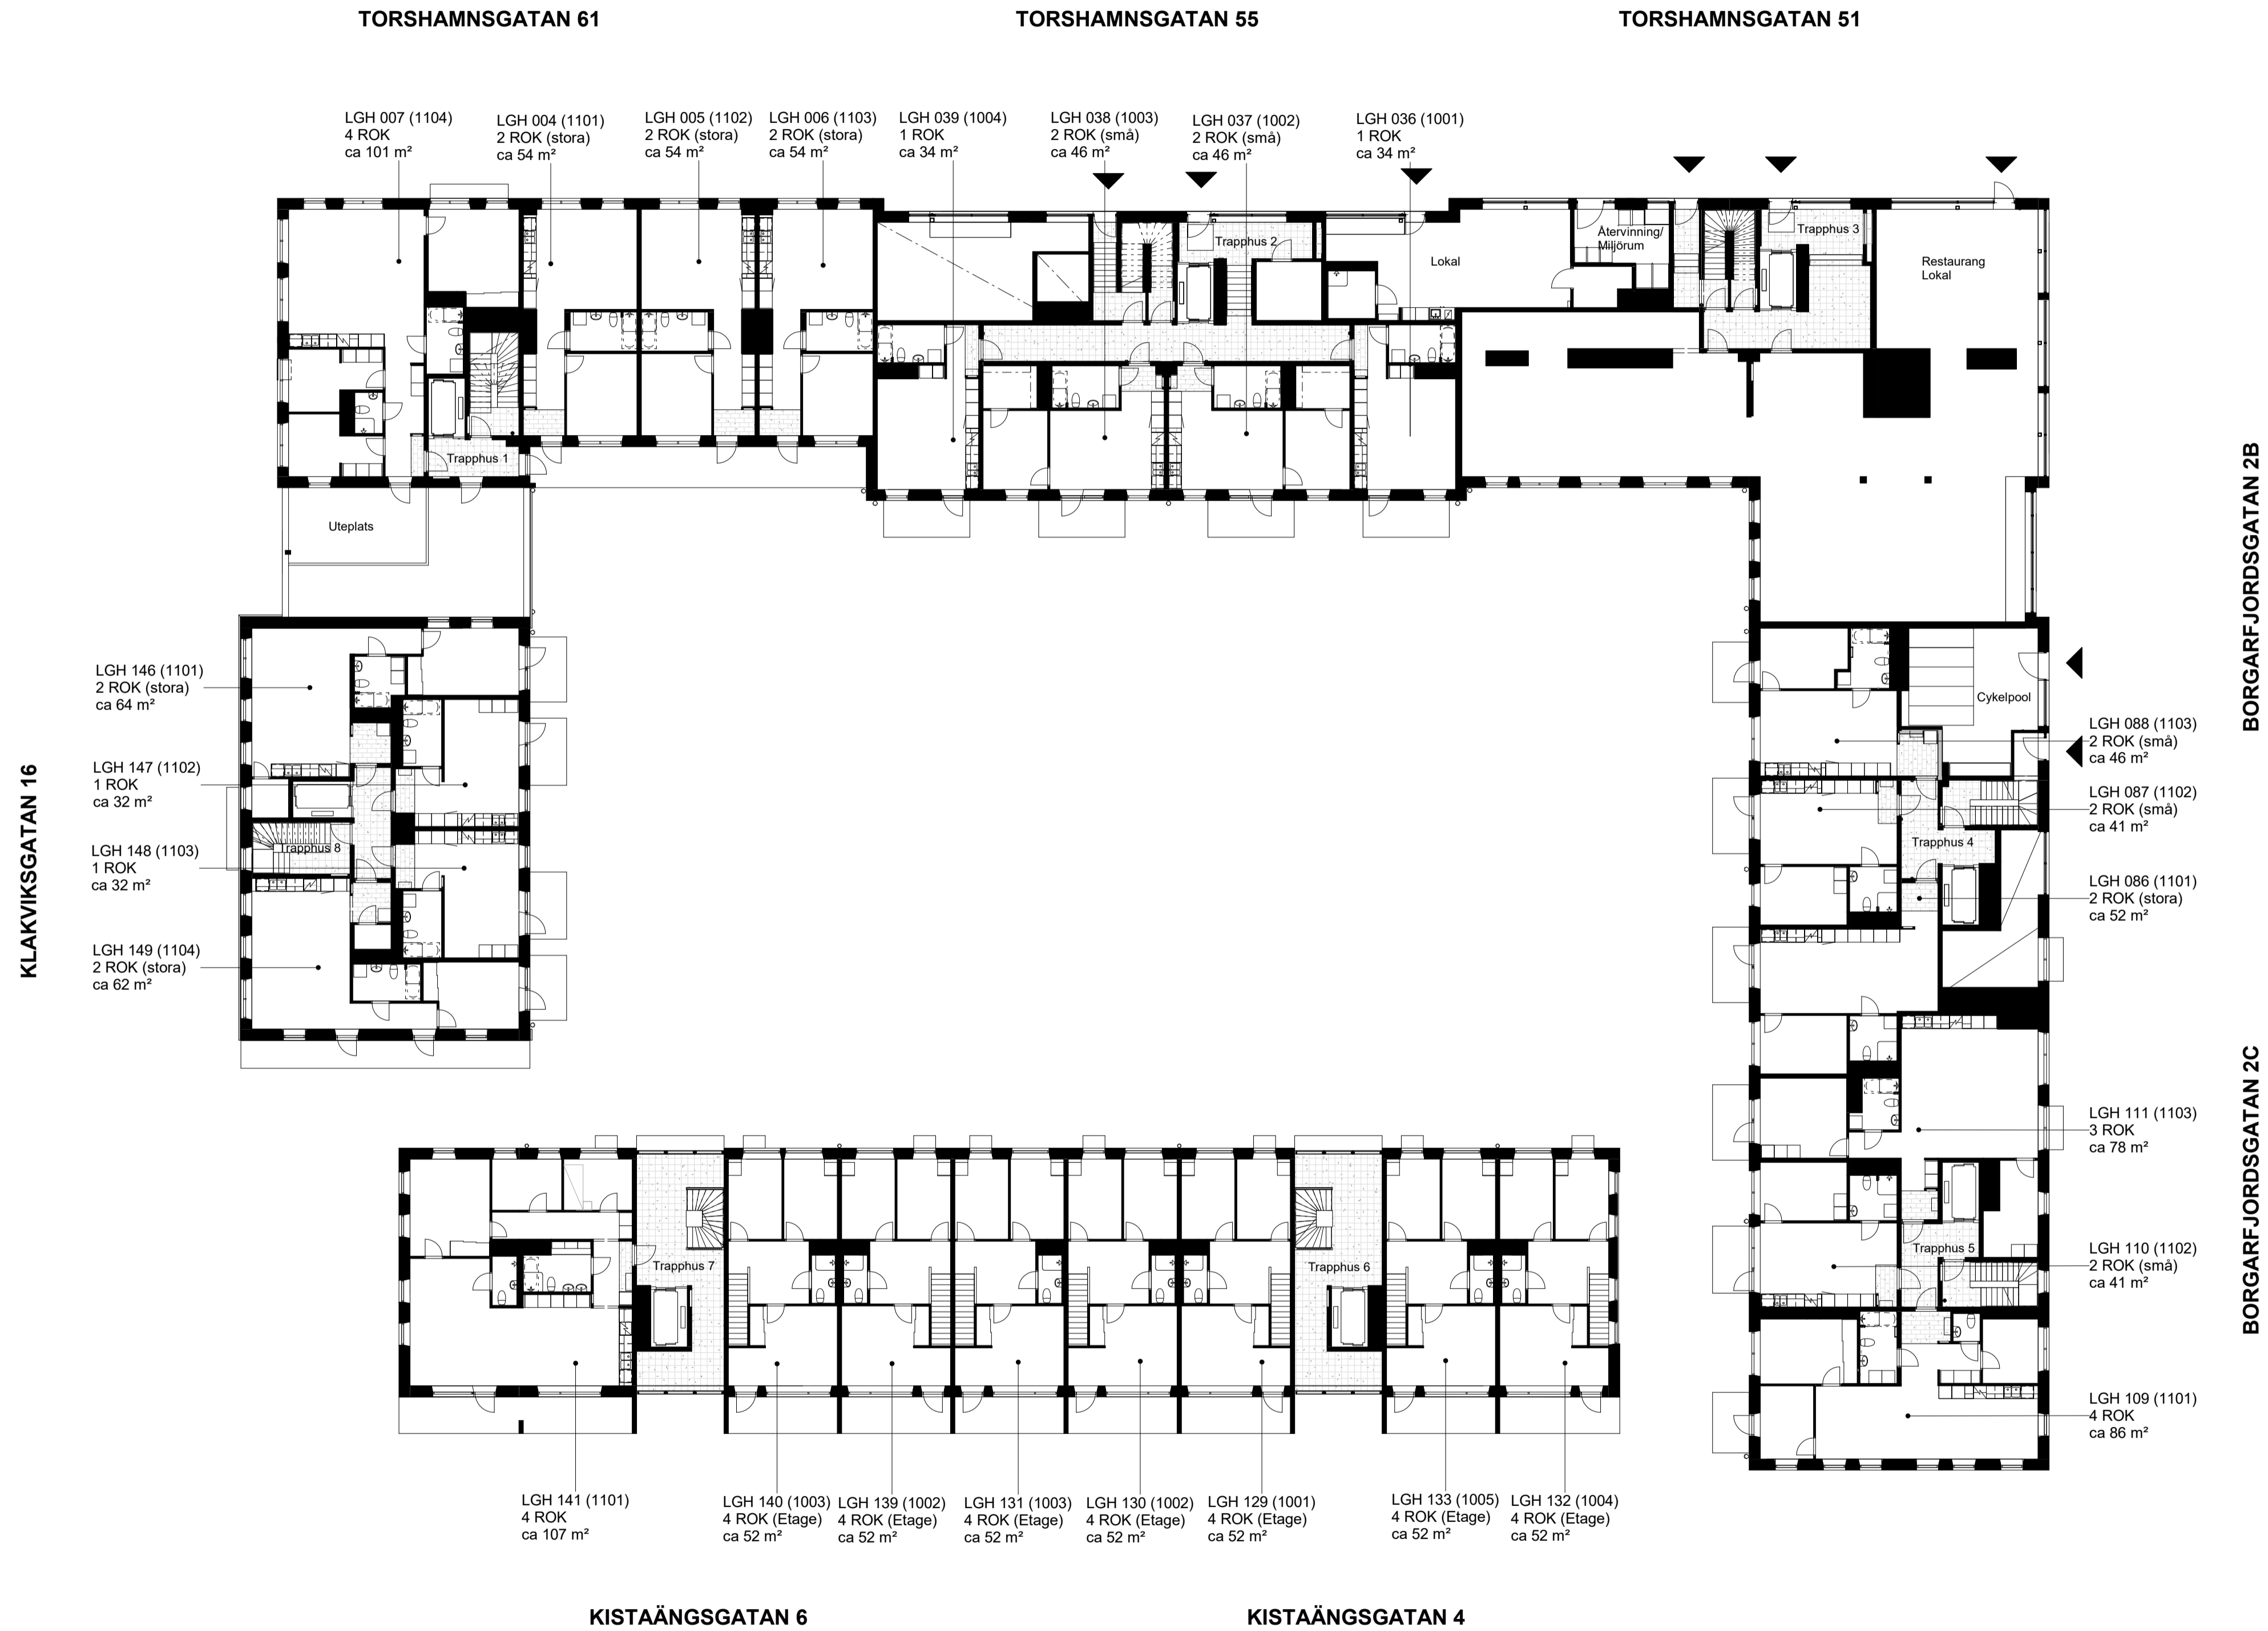 TORSHAMNSGATAN 61
TORSHAMNSGATAN 55
TORSHAMNSGATAN 51
LGH 007 (1104)
4 ROK
ca 101 m²
LGH 004 (1101)
2 ROK (stora)
ca 54 m²
LGH 005 (1102)
2 ROK (stora)
ca 54 m²
LGH 006 (1103)
2 ROK (stora)
ca 54 m²
LGH 039 (1004)
1 ROK
ca 34 m²
LGH 038 (1003)
2 ROK (små)
ca 46 m²
LGH 037 (1002)
2 ROK (små)
ca 46 m²
LGH 036 (1001)
1 ROK
ca 34 m²
Trapphus 1
Trapphus 2
Lokal
Återvinning/
Miljörum
Trapphus 3
Restaurang
Lokal
Uteplats
BORGARFJORDSGATAN 2B
KLAKVIKSGATAN 16
LGH 146 (1101)
2 ROK (stora)
ca 64 m²
LGH 147 (1102)
1 ROK
ca 32 m²
LGH 148 (1103)
1 ROK
ca 32 m²
LGH 149 (1104)
2 ROK (stora)
ca 62 m²
Trapphus 8
Cykelpool
LGH 088 (1103)
2 ROK (små)
ca 46 m²
LGH 087 (1102)
2 ROK (små)
ca 41 m²
Trapphus 4
LGH 086 (1101)
2 ROK (stora)
ca 52 m²
BORGARFJORDSGATAN 2C
LGH 111 (1103)
3 ROK
ca 78 m²
Trapphus 5
LGH 110 (1102)
2 ROK (små)
ca 41 m²
LGH 109 (1101)
4 ROK
ca 86 m²
Trapphus 7
Trapphus 6
LGH 141 (1101)
4 ROK
ca 107 m²
LGH 140 (1003)
4 ROK (Etage)
ca 52 m²
LGH 139 (1002)
4 ROK (Etage)
ca 52 m²
LGH 131 (1003)
4 ROK (Etage)
ca 52 m²
LGH 130 (1002)
4 ROK (Etage)
ca 52 m²
LGH 129 (1001)
4 ROK (Etage)
ca 52 m²
LGH 133 (1005)
4 ROK (Etage)
ca 52 m²
LGH 132 (1004)
4 ROK (Etage)
ca 52 m²
KISTAÄNGSGATAN 6
KISTAÄNGSGATAN 4